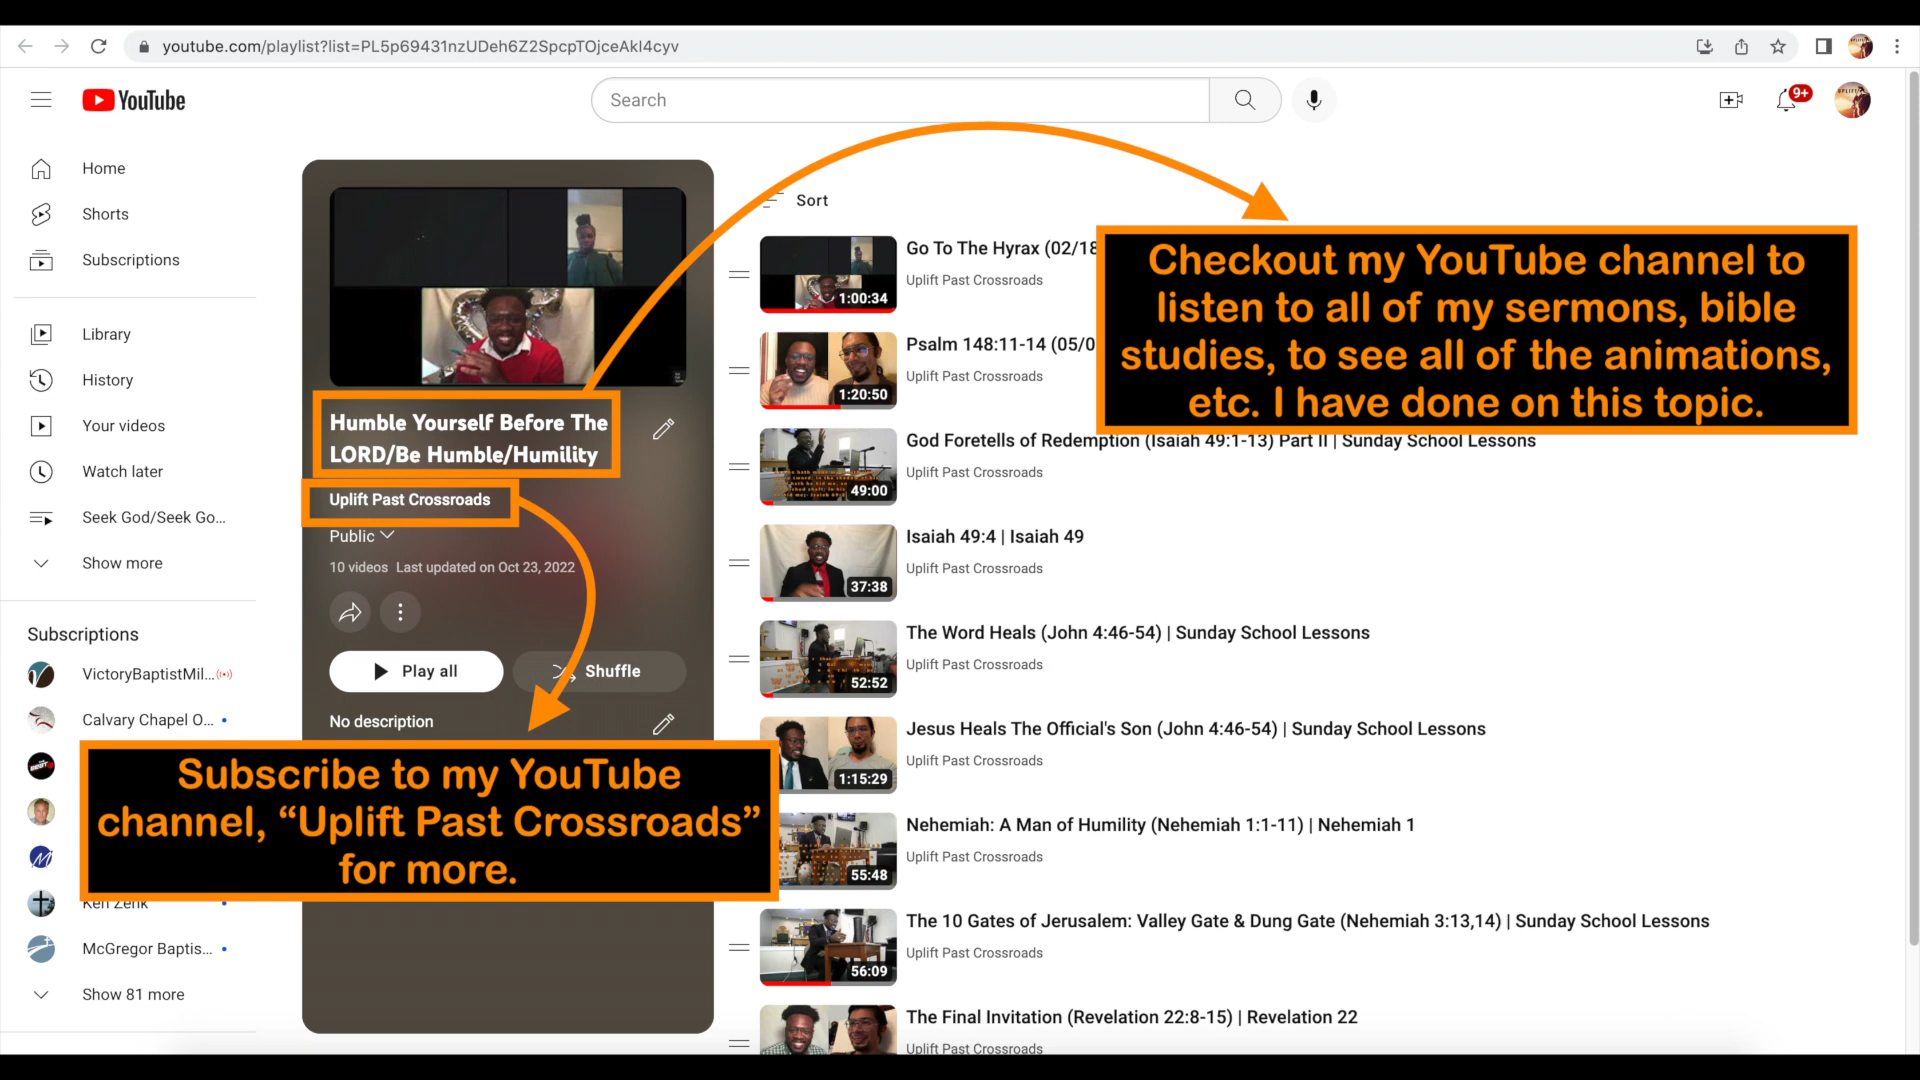 youtube.com/playlist?list=PL5p69431nzUDeh6Z2SpcpTOjceAkI4cyv
YouTube
Search
9+
Home
Shorts
Subscriptions
Library
History
Your videos
Watch later
Seek God/Seek Go...
Show more
Subscriptions
VictoryBaptistMil...
Calvary Chapel O...
Ken Zenk
McGregor Baptis...
Show 81 more
Humble Yourself Before The
LORD/Be Humble/Humility
Uplift Past Crossroads
Public
10 videos Last updated on Oct 23, 2022
Play all
Shuffle
No description
Subscribe to my YouTube
channel, “Uplift Past Crossroads”
for more.
Sort
Go To The Hyrax (02/18
Uplift Past Crossroads
1:00:34
Checkout my YouTube channel to
listen to all of my sermons, bible
studies, to see all of the animations,
etc. I have done on this topic.
Psalm 148:11-14 (05/0
Uplift Past Crossroads
1:20:50
God Foretells of Redemption (Isaiah 49:1-13) Part II | Sunday School Lessons
Uplift Past Crossroads
49:00
Isaiah 49:4 | Isaiah 49
Uplift Past Crossroads
37:38
The Word Heals (John 4:46-54) | Sunday School Lessons
Uplift Past Crossroads
52:52
Jesus Heals The Official's Son (John 4:46-54) | Sunday School Lessons
Uplift Past Crossroads
1:15:29
Nehemiah: A Man of Humility (Nehemiah 1:1-11) | Nehemiah 1
Uplift Past Crossroads
55:48
The 10 Gates of Jerusalem: Valley Gate & Dung Gate (Nehemiah 3:13,14) | Sunday School Lessons
Uplift Past Crossroads
56:09
The Final Invitation (Revelation 22:8-15) | Revelation 22
Uplift Past Crossroads